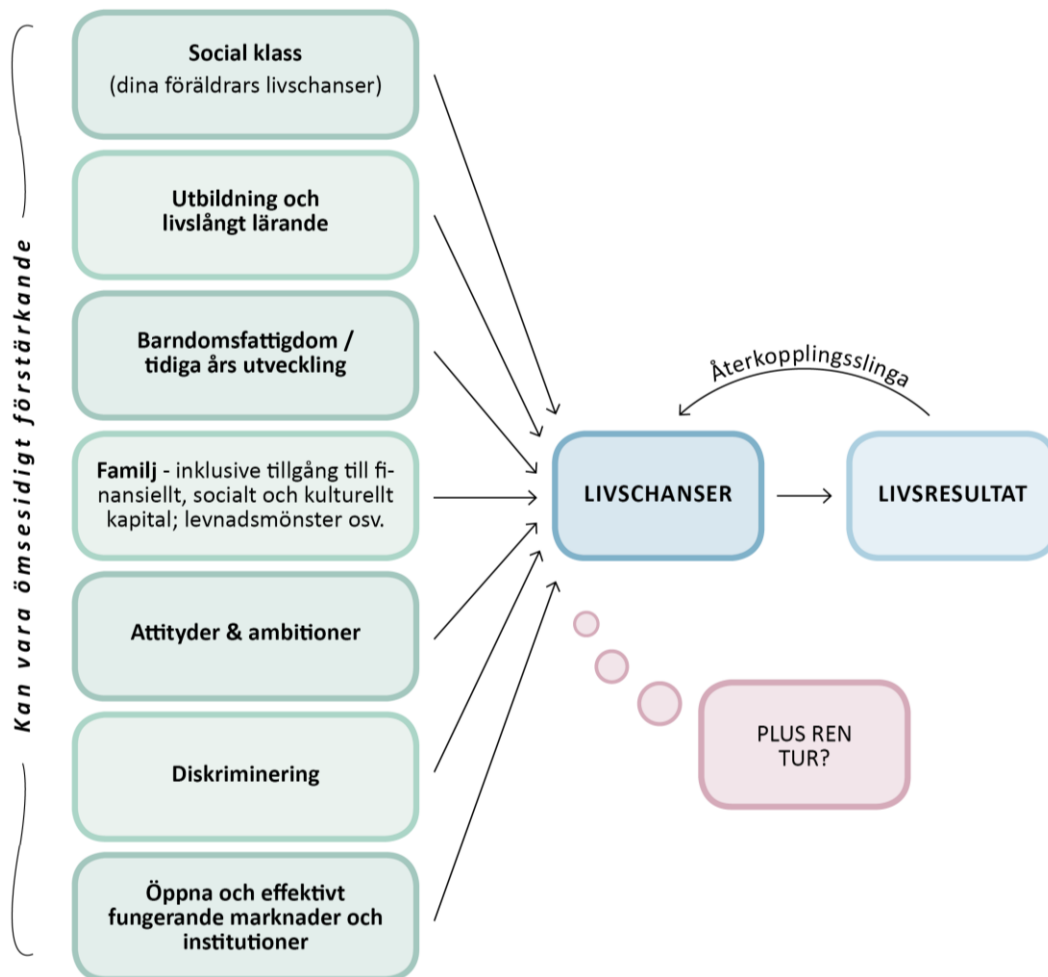 Kan vara ömsesidigt förstärkande
Social klass
(dina föräldrars livschanser)
Utbildning och
livslångt lärande
Barndomsfattigdom /
tidiga års utveckling
Familj - inklusive tillgång till fi-
nansiellt, socialt och kulturellt
kapital; levnadsmönster osv.
Attityder & ambitioner
Diskriminering
Öppna och effektivt
fungerande marknader och
institutioner
Återkopplingsslinga
LIVSCHANSER
LIVSRESULTAT
PLUS REN
TUR?